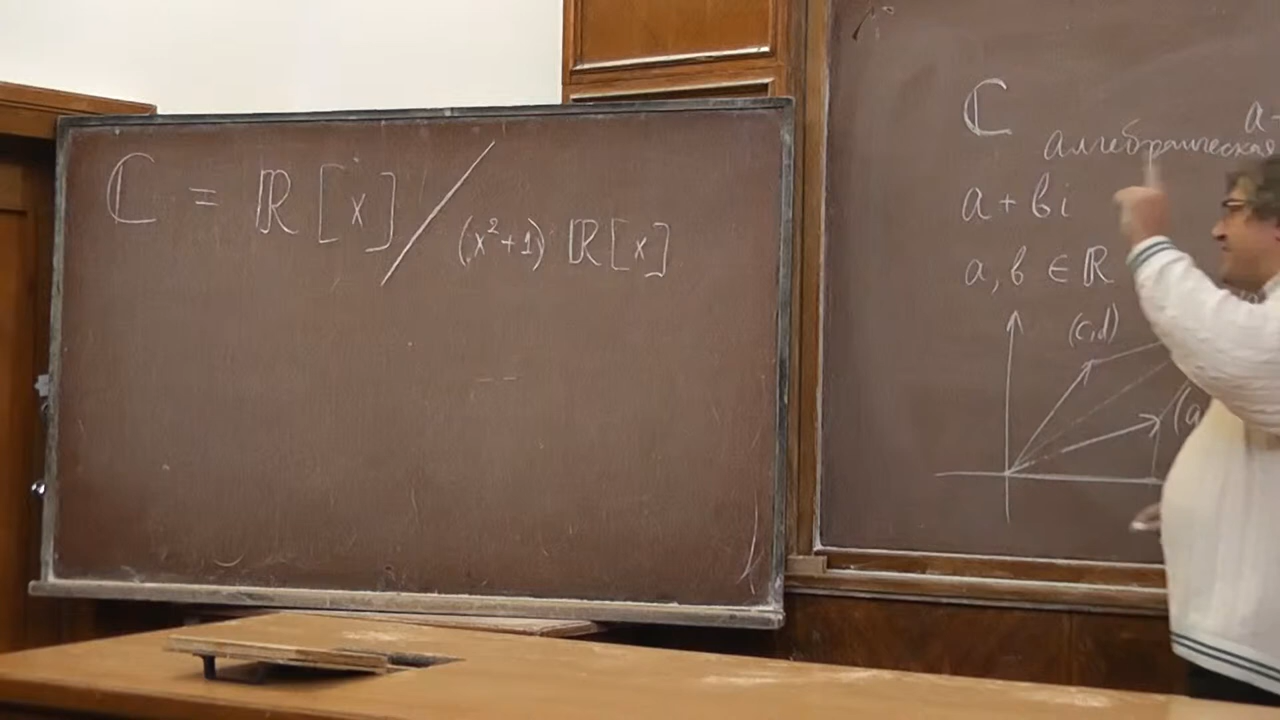 ℂ = ℝ[x] / (x²+1) ℝ[x]
ℂ
a-
алгебраическая
a + bi
a, b ∈ ℝ
(c,d)
(a